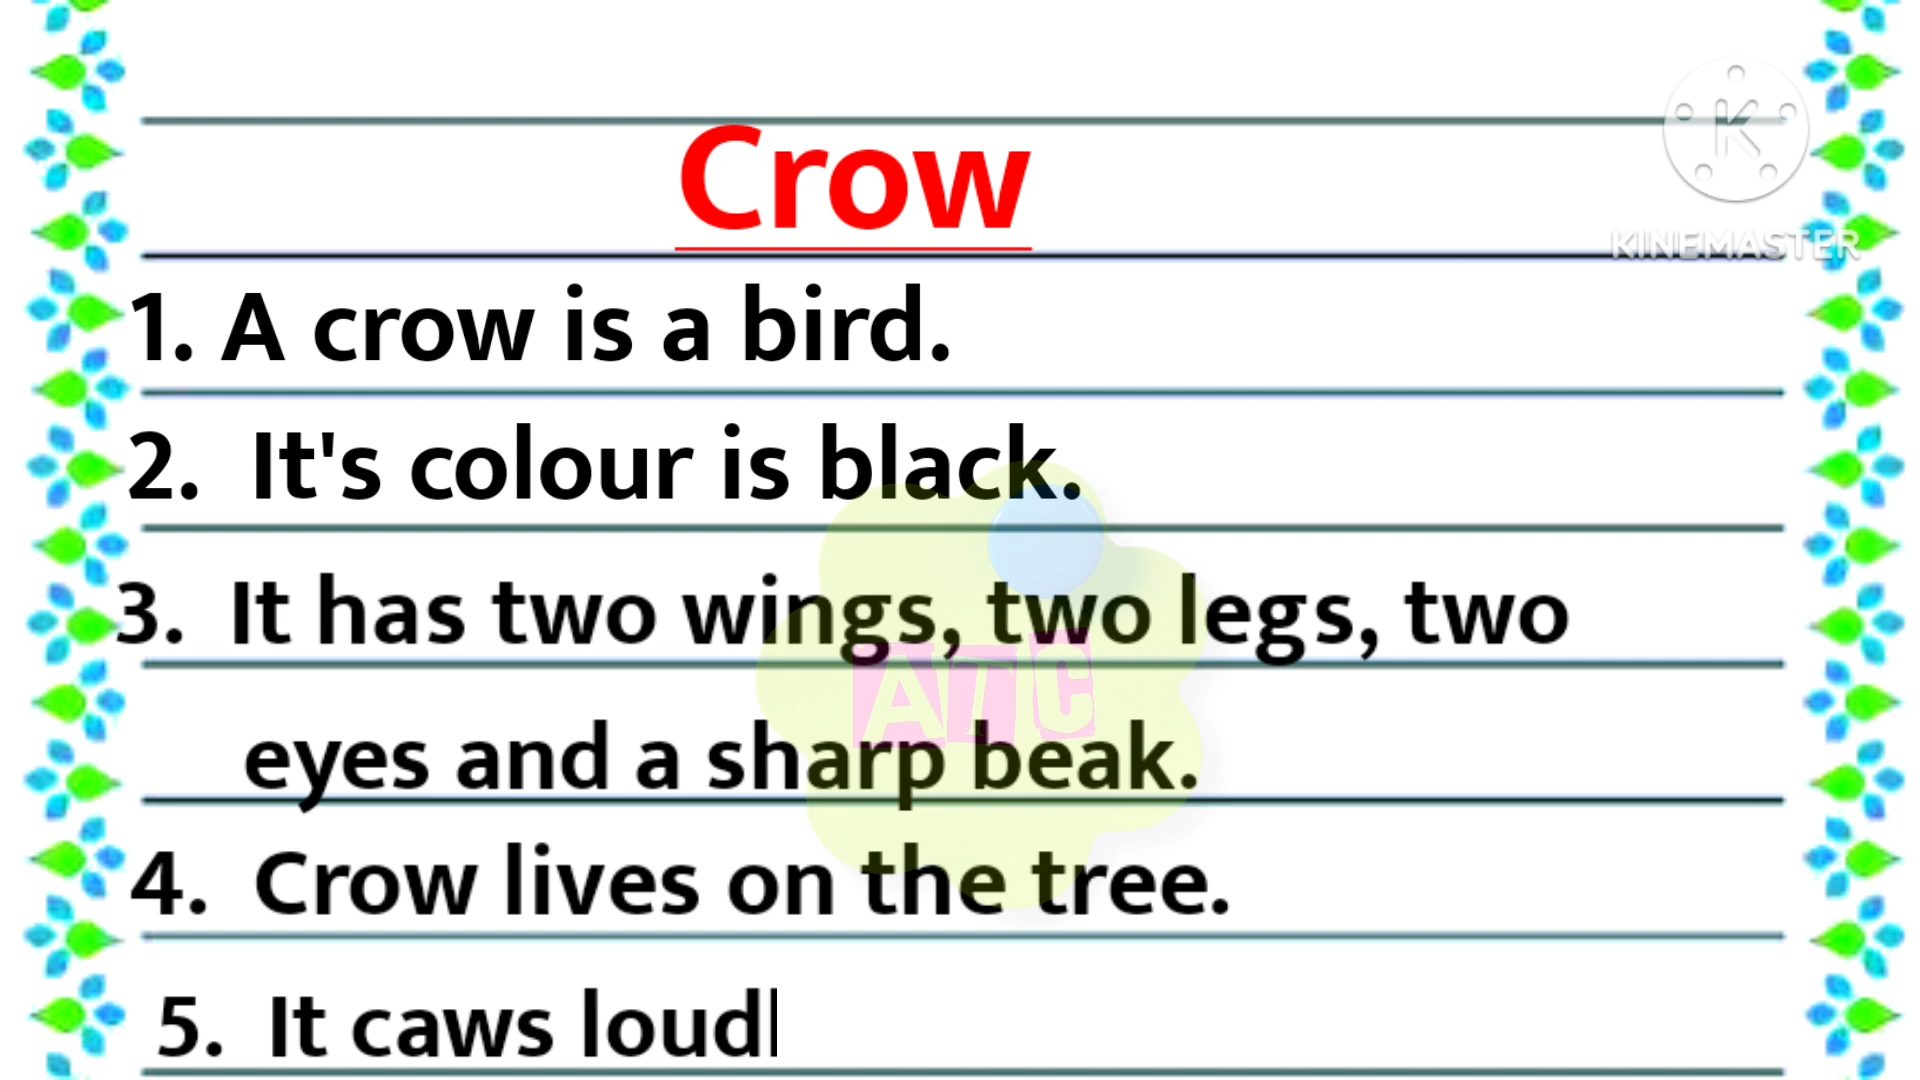 Crow
KINEMASTER
1. A crow is a bird.
2. It's colour is black.
3. It has two wings, two legs, two
ATC
eyes and a sharp beak.
4. Crow lives on the tree.
5. It caws loudl